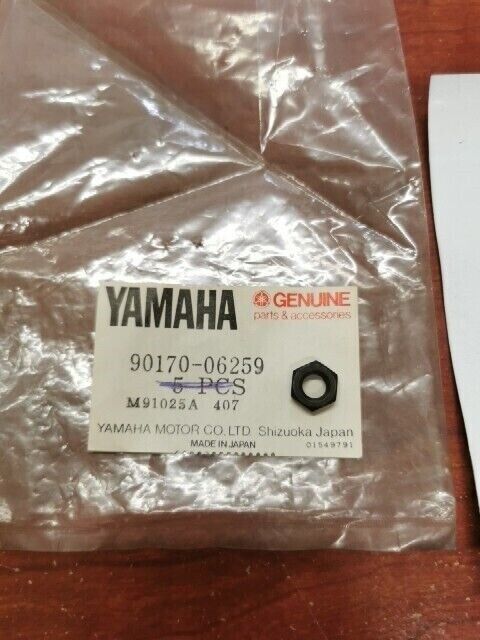 YAMAHA GENUINE
parts & accessories
90170-06259
5 PCS
M91025A 407
YAMAHA MOTOR CO., LTD Shizuoka Japan
MADE IN JAPAN 01549791